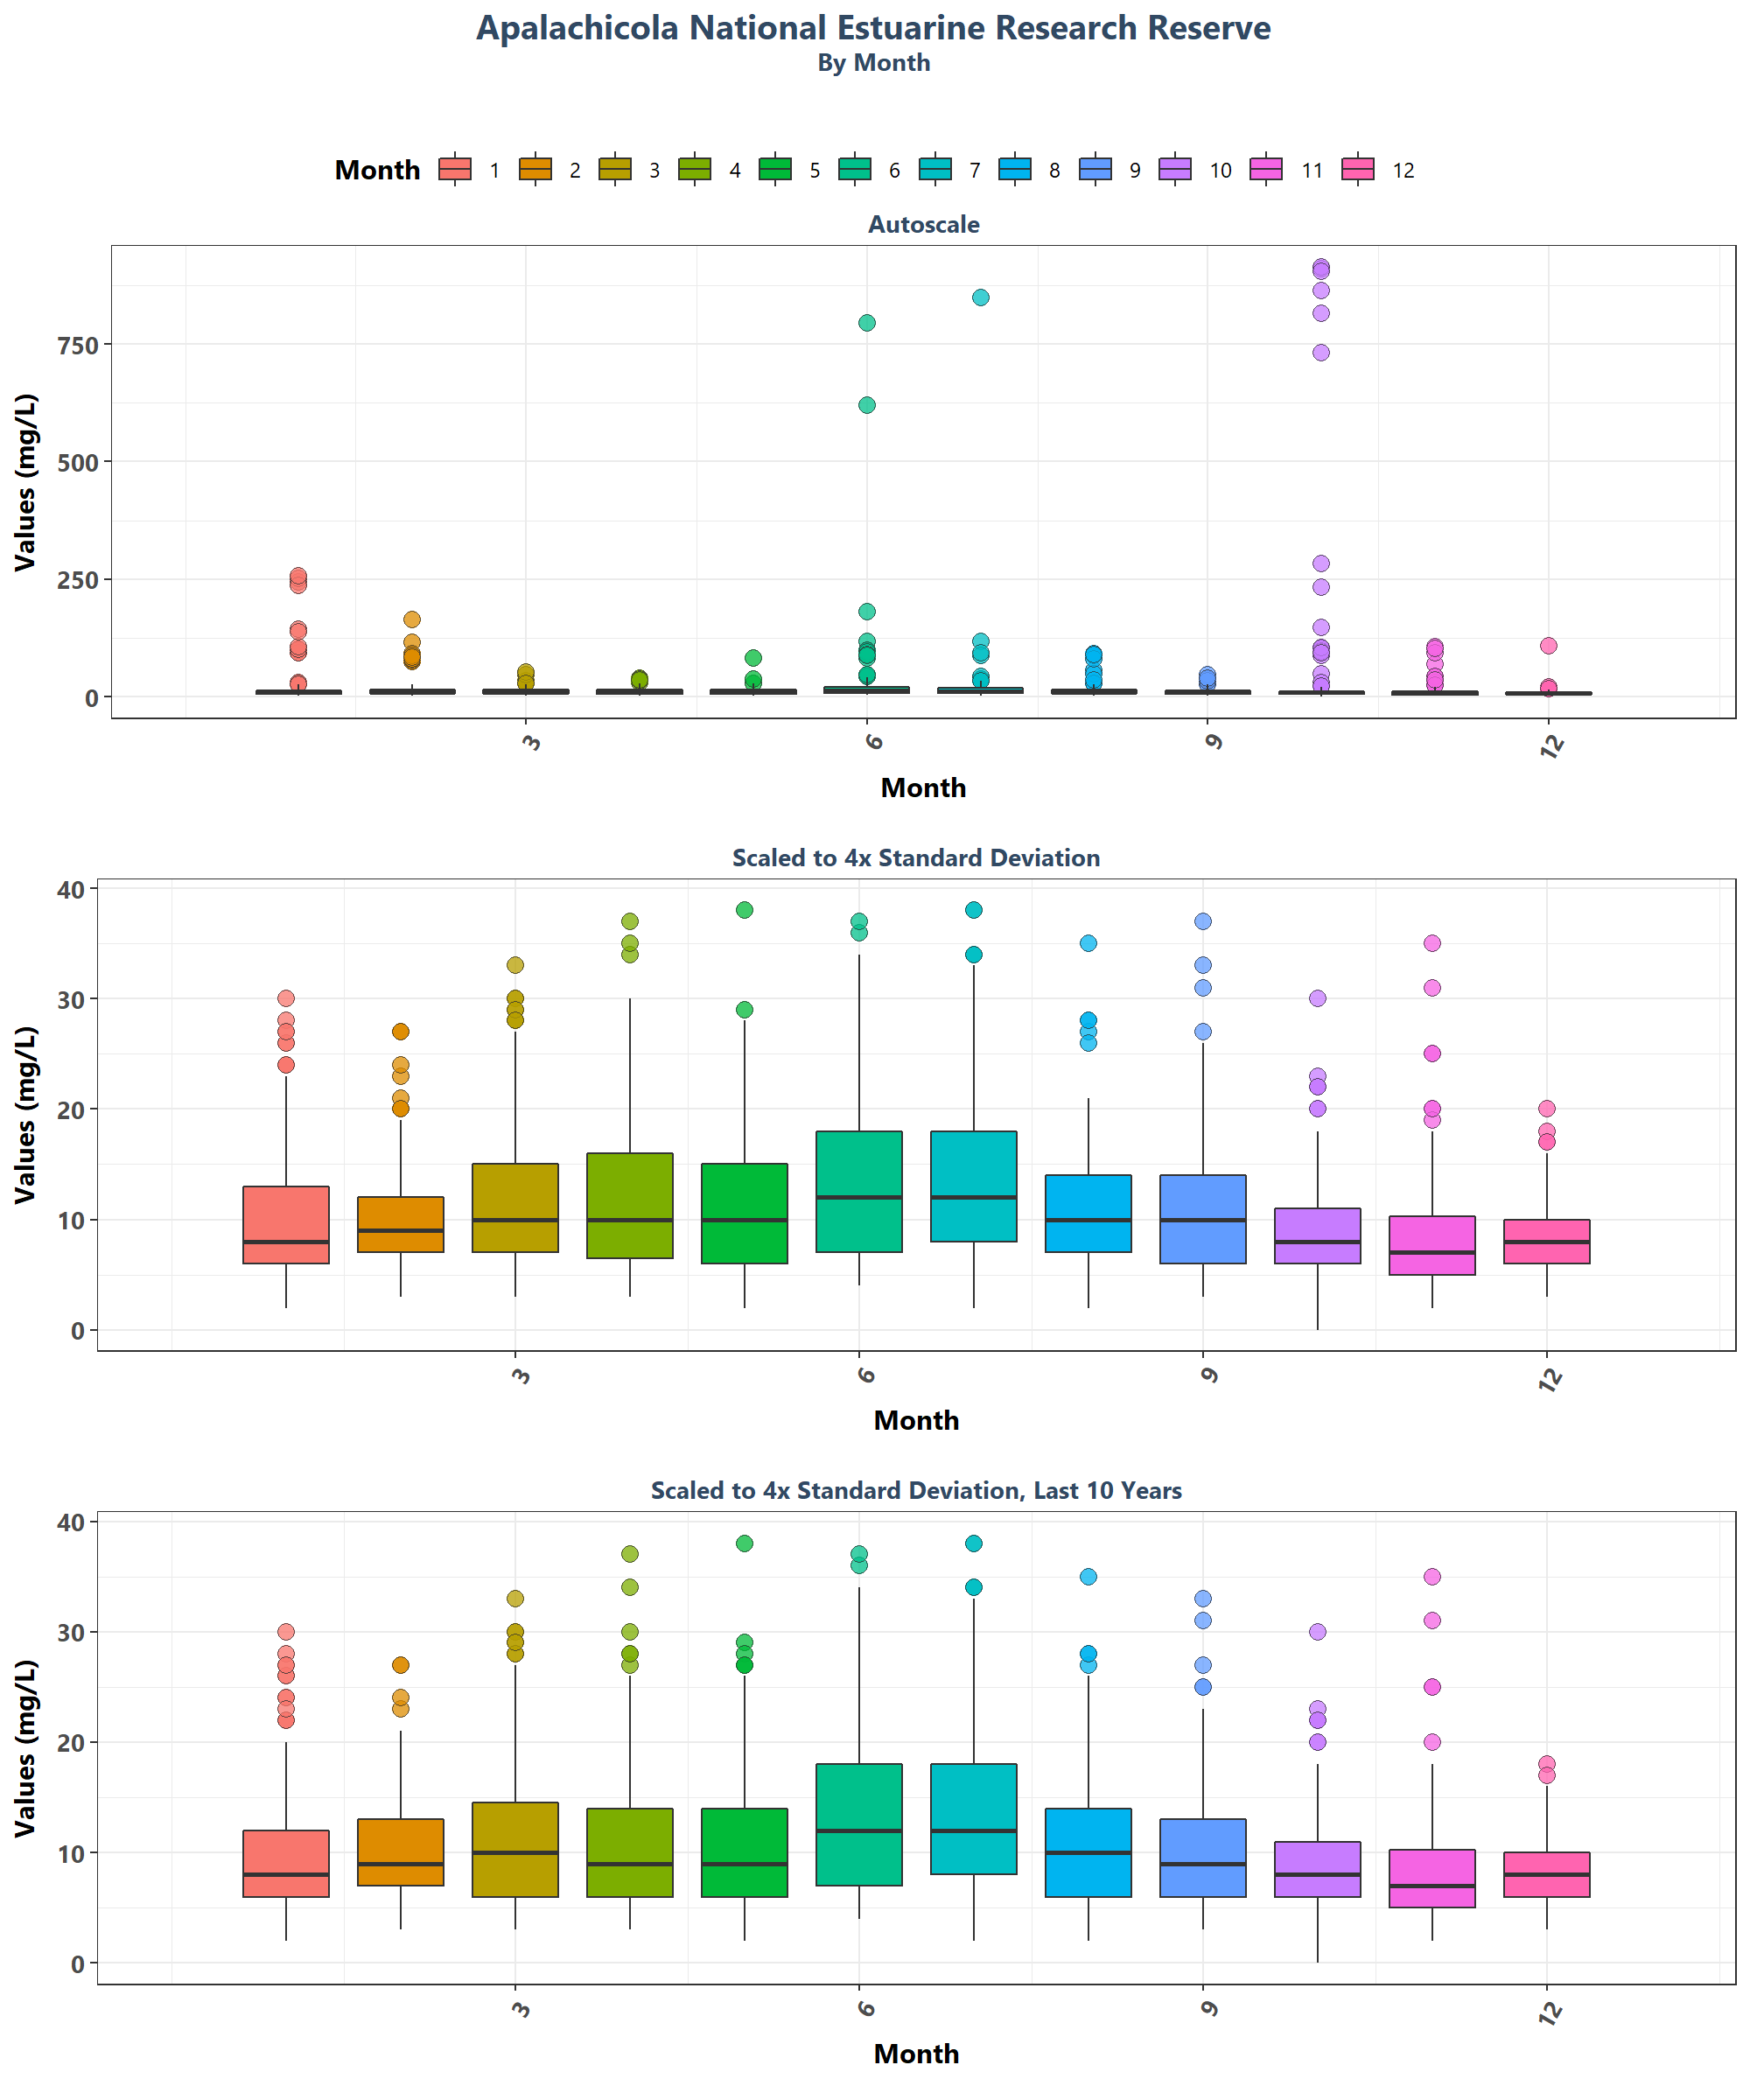 Apalachicola National Estuarine Research Reserve
By Month
Month 1 2 3 4 5 6 7 8 9 10 11 12
Autoscale
Values (mg/L)
750
500
250
0
3 6 9 12
Month
Scaled to 4x Standard Deviation
Values (mg/L)
40
30
20
10
0
3 6 9 12
Month
Scaled to 4x Standard Deviation, Last 10 Years
Values (mg/L)
40
30
20
10
0
3 6 9 12
Month